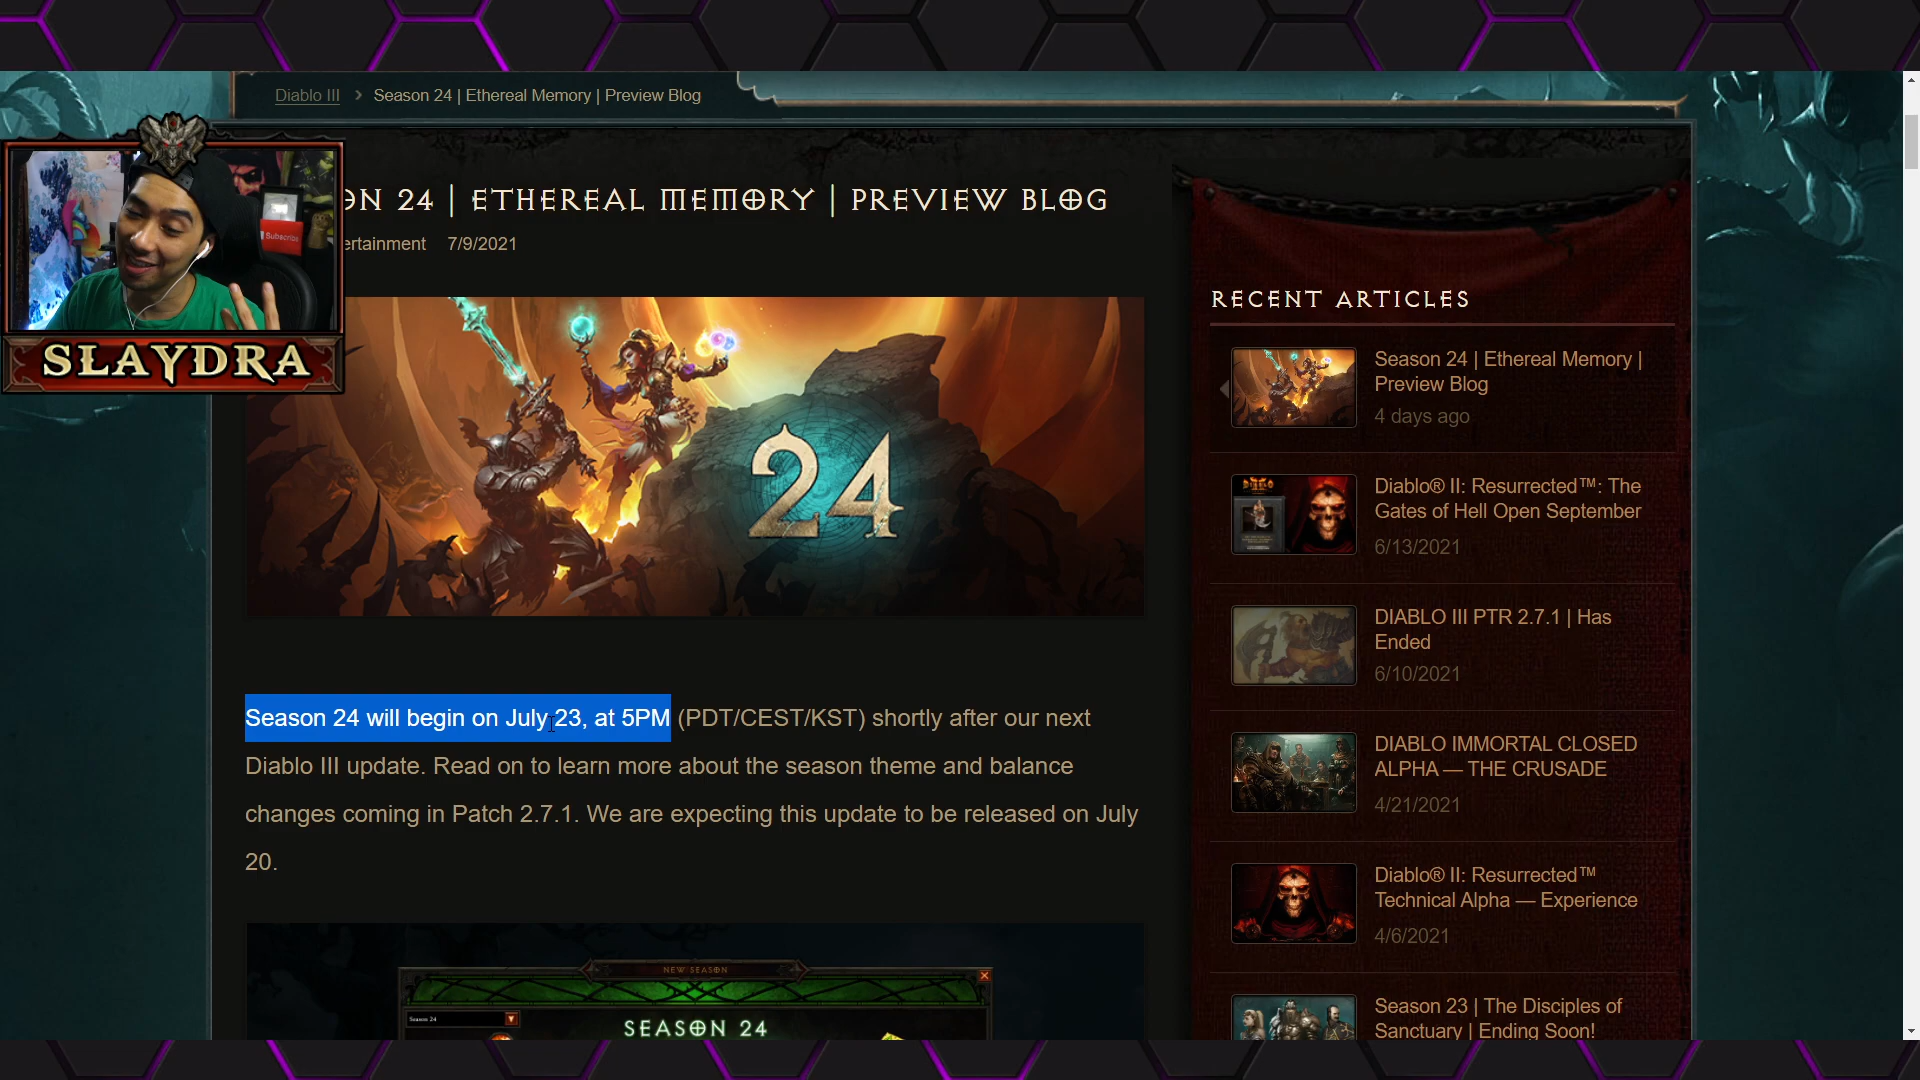 Diablo III > Season 24 | Ethereal Memory | Preview Blog
ON 24 | ETHEREAL MEMORY | PREVIEW BLOG
ertainment 7/9/2021
Subscribe
SLAYDRA
24
Season 24 will begin on July 23, at 5PM (PDT/CEST/KST) shortly after our next
Diablo III update. Read on to learn more about the season theme and balance
changes coming in Patch 2.7.1. We are expecting this update to be released on July
20.
NEW SEASON
Season 24
SEASON 24
RECENT ARTICLES
Season 24 | Ethereal Memory |
Preview Blog
4 days ago
Diablo® II: Resurrected™: The
Gates of Hell Open September
6/13/2021
DIABLO III PTR 2.7.1 | Has
Ended
6/10/2021
DIABLO IMMORTAL CLOSED
ALPHA — THE CRUSADE
4/21/2021
Diablo® II: Resurrected™
Technical Alpha — Experience
4/6/2021
Season 23 | The Disciples of
Sanctuary | Ending Soon!